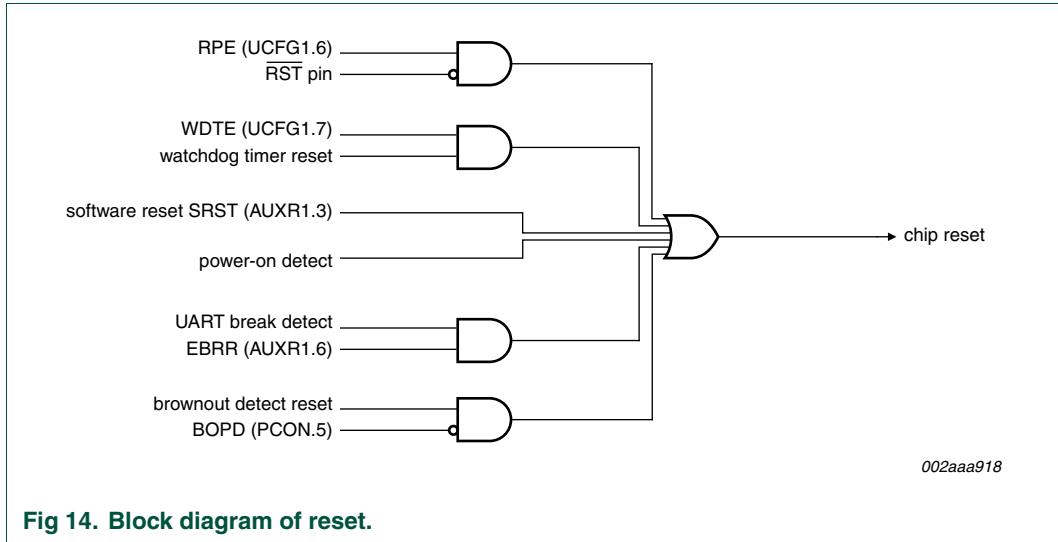 RPE (UCFG1.6)
RST pin
WDTE (UCFG1.7)
watchdog timer reset
software reset SRST (AUXR1.3)
power-on detect
chip reset
UART break detect
EBRR (AUXR1.6)
brownout detect reset
BOPD (PCON.5)
002aaa918
Fig 14. Block diagram of reset.